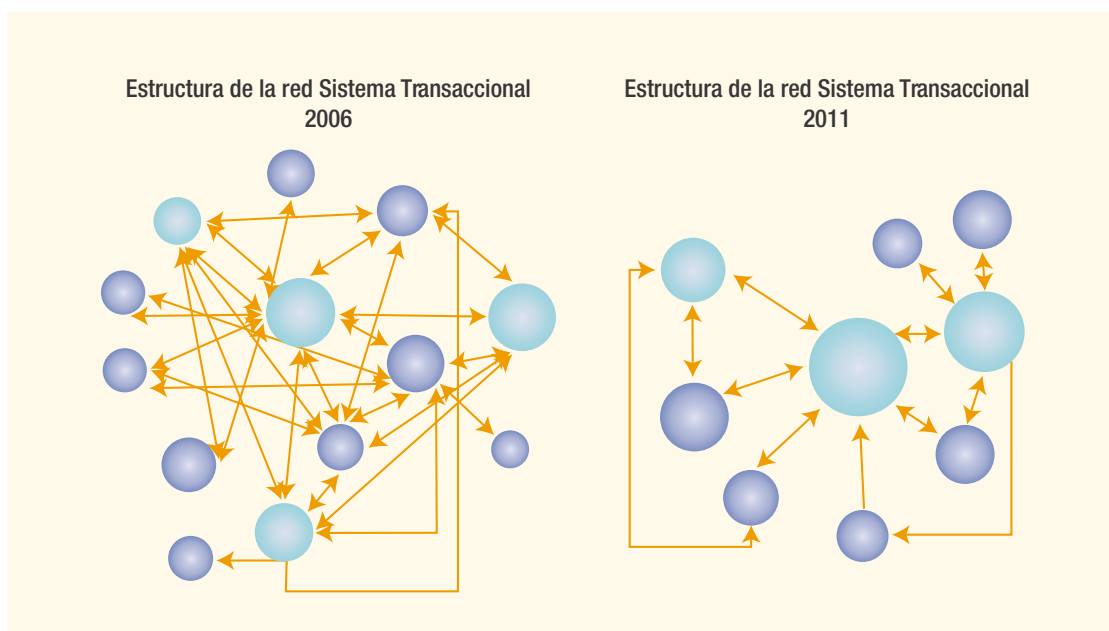 Estructura de la red Sistema Transaccional
2006
Estructura de la red Sistema Transaccional
2011